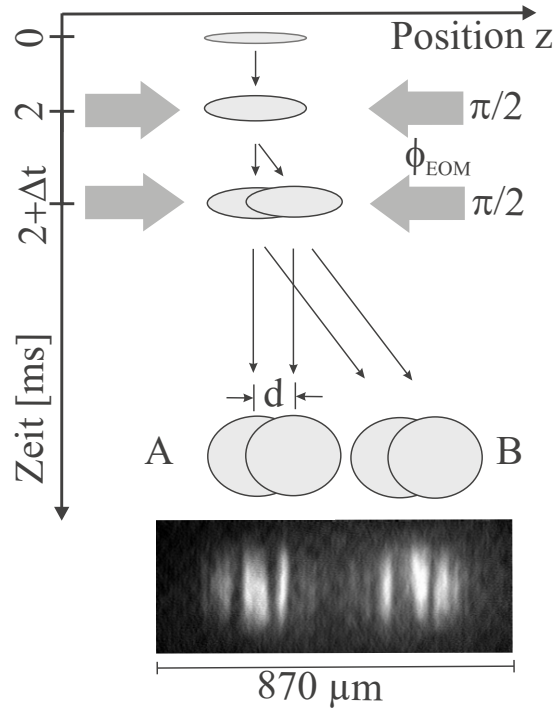 Position z
0
2
π/2
ϕEOM
2+Δt
π/2
Zeit [ms]
d
A
B
870 μm